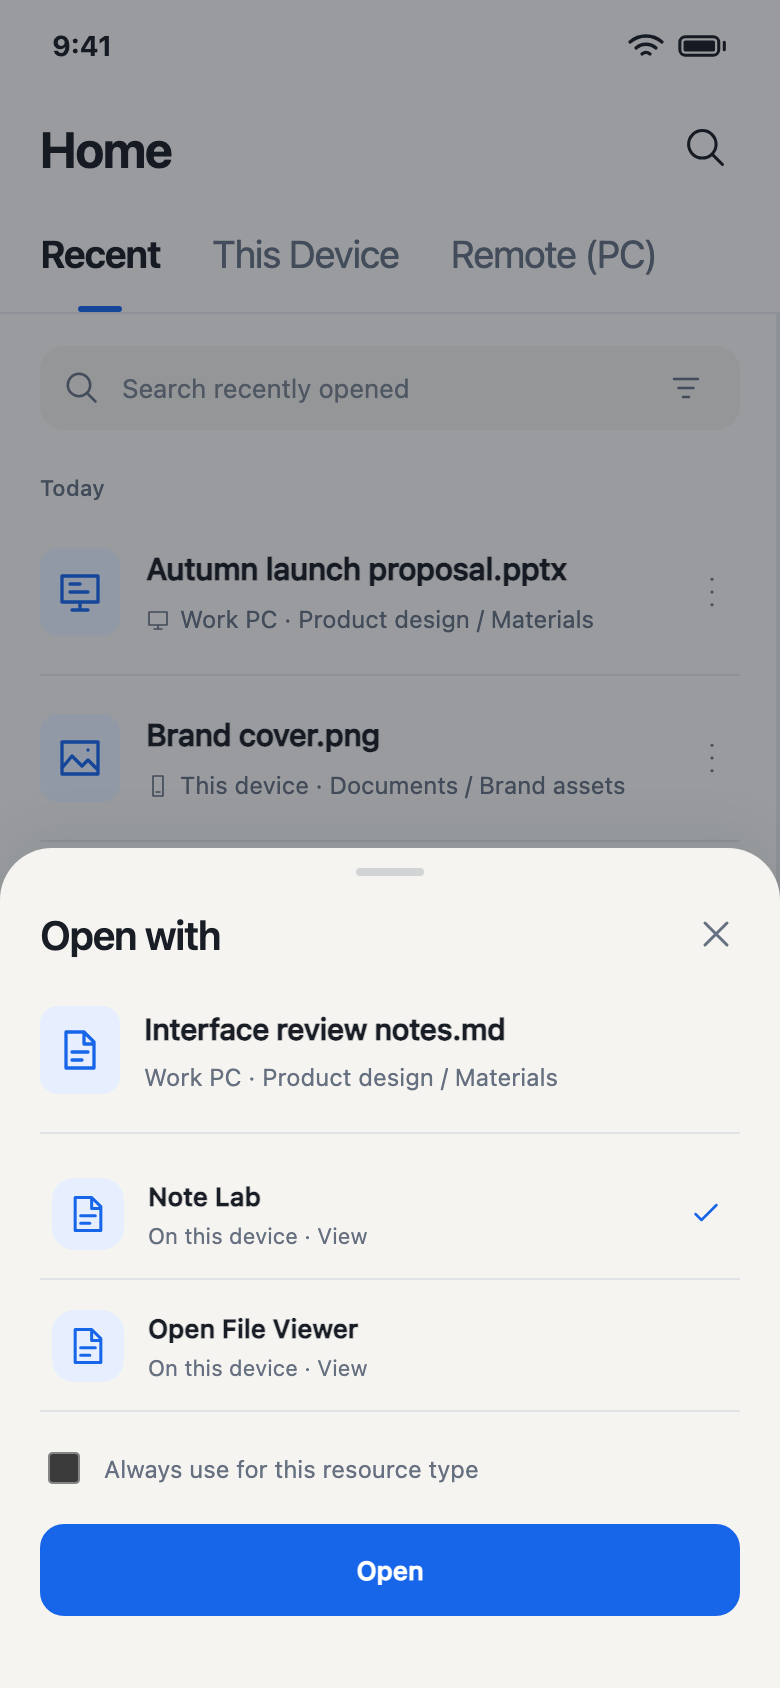 9:41
Home
Recent
This Device
Remote (PC)
Search recently opened
Today
Autumn launch proposal.pptx
Work PC · Product design / Materials
Brand cover.png
This device · Documents / Brand assets
Open with
Interface review notes.md
Work PC · Product design / Materials
Note Lab
On this device · View
Open File Viewer
On this device · View
Always use for this resource type
Open